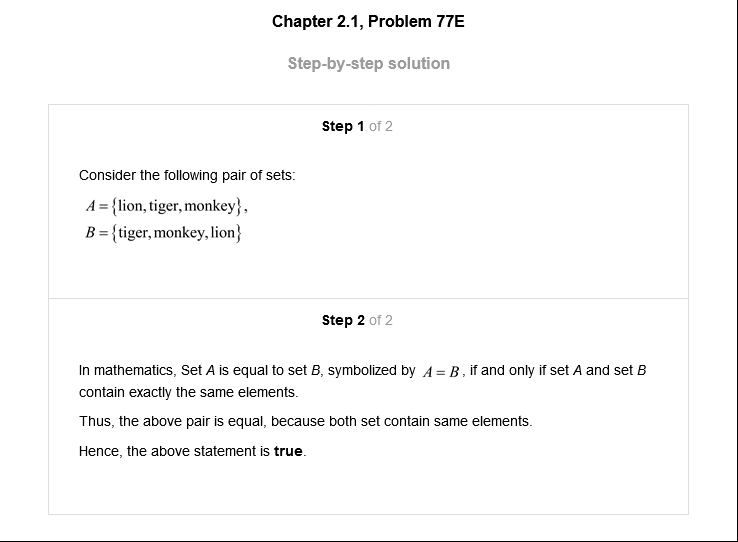 Chapter 2.1, Problem 77E
Step-by-step solution
Step 1 of 2
Consider the following pair of sets:
A = {lion, tiger, monkey},
B = {tiger, monkey, lion}
Step 2 of 2
In mathematics, Set A is equal to set B, symbolized by A = B, if and only if set A and set B
contain exactly the same elements.
Thus, the above pair is equal, because both set contain same elements.
Hence, the above statement is true.